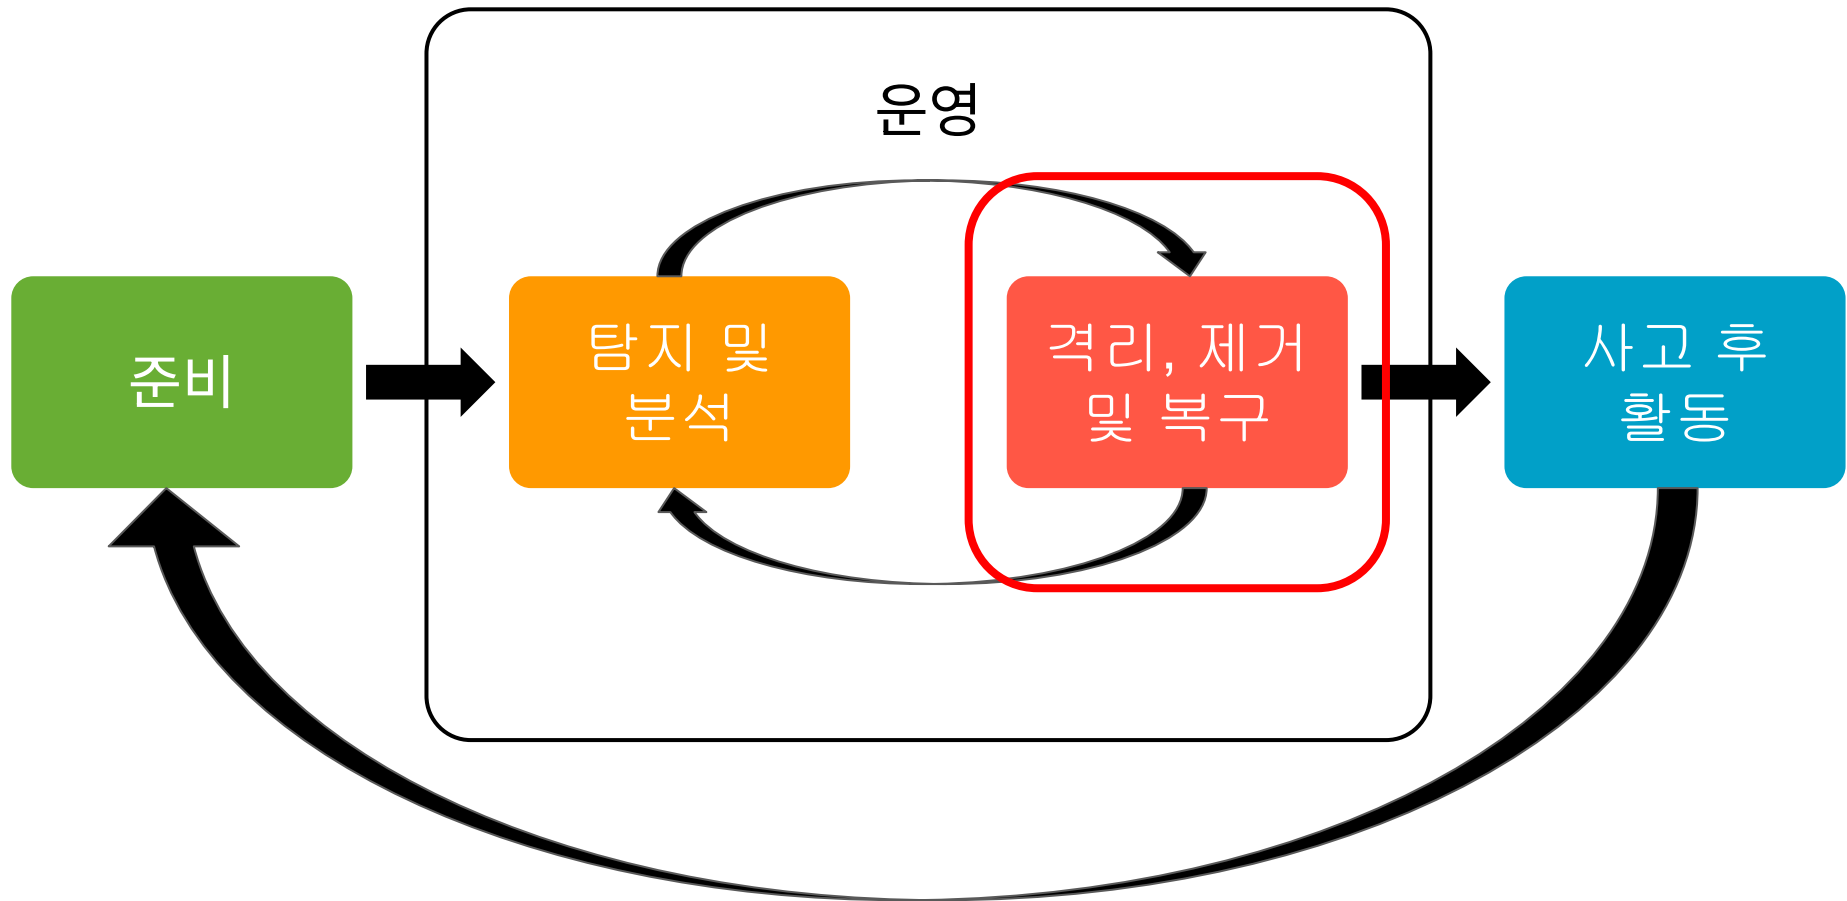 운영
준비
탐지 및
분석
격리, 제거
및 복구
사고 후
활동